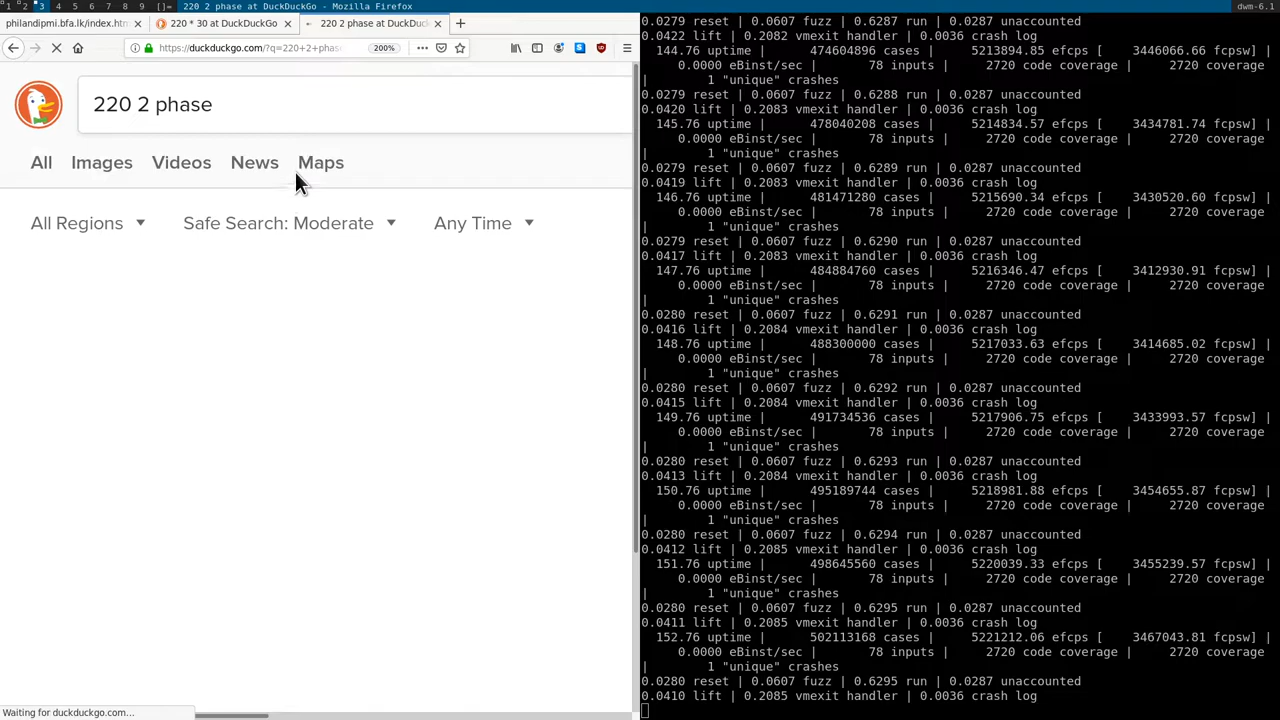 1 2 3 4 5 6 7 8 9 []= 220 2 phase at DuckDuckGo - Mozilla Firefox dwm-6.1
philandipmi.bfa.lk/index.htm × 220 * 30 at DuckDuckGo × 220 2 phase at DuckDuckGo × +
https://duckduckgo.com/?q=220+2+phas 200%
220 2 phase
All Images Videos News Maps
All Regions Safe Search: Moderate Any Time
Waiting for duckduckgo.com...
0.0279 reset | 0.0607 fuzz | 0.6287 run | 0.0287 unaccounted
0.0422 lift | 0.2082 vmexit handler | 0.0036 crash log
144.76 uptime | 474604896 cases | 5213894.85 efcps [ 3446066.66 fcpsw] |
0.0000 eBinst/sec | 78 inputs | 2720 code coverage | 2720 coverage
| 1 "unique" crashes
0.0279 reset | 0.0607 fuzz | 0.6288 run | 0.0287 unaccounted
0.0420 lift | 0.2083 vmexit handler | 0.0036 crash log
145.76 uptime | 478040208 cases | 5214834.57 efcps [ 3434781.74 fcpsw] |
0.0000 eBinst/sec | 78 inputs | 2720 code coverage | 2720 coverage
| 1 "unique" crashes
0.0279 reset | 0.0607 fuzz | 0.6289 run | 0.0287 unaccounted
0.0419 lift | 0.2083 vmexit handler | 0.0036 crash log
146.76 uptime | 481471280 cases | 5215690.34 efcps [ 3430520.60 fcpsw] |
0.0000 eBinst/sec | 78 inputs | 2720 code coverage | 2720 coverage
| 1 "unique" crashes
0.0279 reset | 0.0607 fuzz | 0.6290 run | 0.0287 unaccounted
0.0417 lift | 0.2083 vmexit handler | 0.0036 crash log
147.76 uptime | 484884760 cases | 5216346.47 efcps [ 3412930.91 fcpsw] |
0.0000 eBinst/sec | 78 inputs | 2720 code coverage | 2720 coverage
| 1 "unique" crashes
0.0280 reset | 0.0607 fuzz | 0.6291 run | 0.0287 unaccounted
0.0416 lift | 0.2084 vmexit handler | 0.0036 crash log
148.76 uptime | 488300000 cases | 5217033.63 efcps [ 3414685.02 fcpsw] |
0.0000 eBinst/sec | 78 inputs | 2720 code coverage | 2720 coverage
| 1 "unique" crashes
0.0280 reset | 0.0607 fuzz | 0.6292 run | 0.0287 unaccounted
0.0415 lift | 0.2084 vmexit handler | 0.0036 crash log
149.76 uptime | 491734536 cases | 5217906.75 efcps [ 3433993.57 fcpsw] |
0.0000 eBinst/sec | 78 inputs | 2720 code coverage | 2720 coverage
| 1 "unique" crashes
0.0280 reset | 0.0607 fuzz | 0.6293 run | 0.0287 unaccounted
0.0413 lift | 0.2084 vmexit handler | 0.0036 crash log
150.76 uptime | 495189744 cases | 5218981.88 efcps [ 3454655.87 fcpsw] |
0.0000 eBinst/sec | 78 inputs | 2720 code coverage | 2720 coverage
| 1 "unique" crashes
0.0280 reset | 0.0607 fuzz | 0.6294 run | 0.0287 unaccounted
0.0412 lift | 0.2085 vmexit handler | 0.0036 crash log
151.76 uptime | 498645560 cases | 5220039.33 efcps [ 3455239.57 fcpsw] |
0.0000 eBinst/sec | 78 inputs | 2720 code coverage | 2720 coverage
| 1 "unique" crashes
0.0280 reset | 0.0607 fuzz | 0.6295 run | 0.0287 unaccounted
0.0411 lift | 0.2085 vmexit handler | 0.0036 crash log
152.76 uptime | 502113168 cases | 5221212.06 efcps [ 3467043.81 fcpsw] |
0.0000 eBinst/sec | 78 inputs | 2720 code coverage | 2720 coverage
| 1 "unique" crashes
0.0280 reset | 0.0607 fuzz | 0.6295 run | 0.0287 unaccounted
0.0410 lift | 0.2085 vmexit handler | 0.0036 crash log